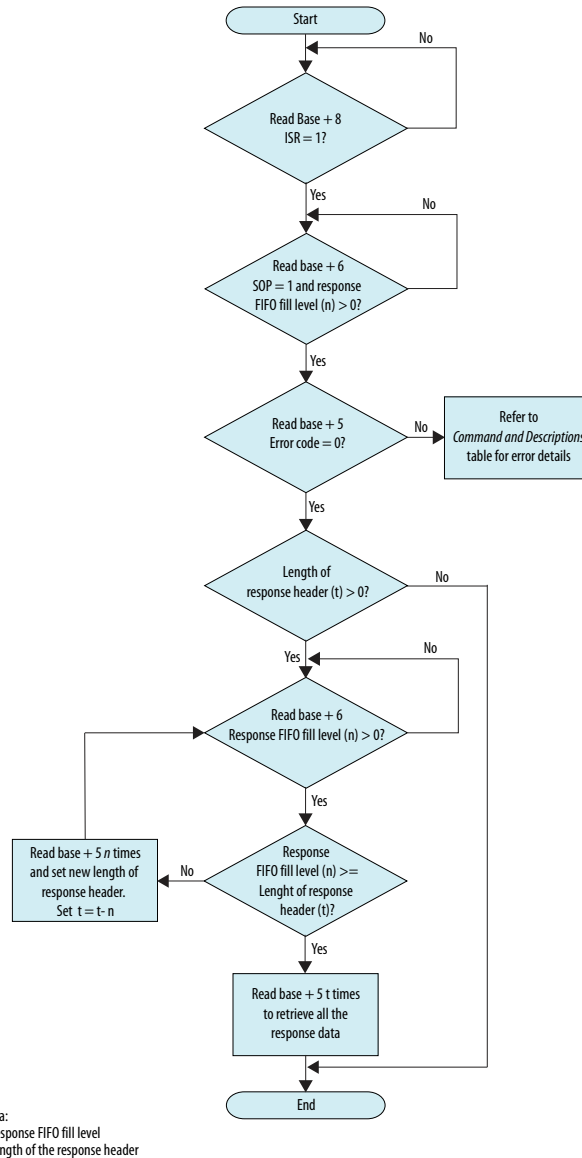 Start
No
Read Base + 8
ISR = 1?
Yes
No
Read base + 6
SOP = 1 and response
FIFO fill level (n) > 0?
Yes
Read base + 5
Error code = 0?
No
Refer to
Command and Descriptions
table for error details
Yes
Length of
response header (t) > 0?
No
Yes
No
Read base + 6
Response FIFO fill level (n) > 0?
Yes
Read base + 5 n times
and set new length of
response header.
Set t = t- n
No
Response
FIFO fill level (n) >=
Lenght of response
header (t)?
Yes
Read base + 5 t times
to retrieve all the
response data
End
a:
sponse FIFO fill level
ngth of the response header